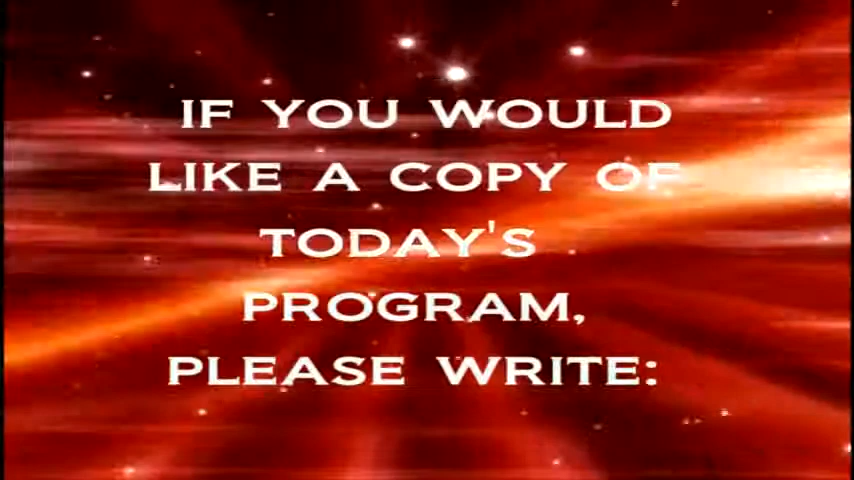 IF YOU WOULD
LIKE A COPY OF
TODAY'S
PROGRAM,
PLEASE WRITE: